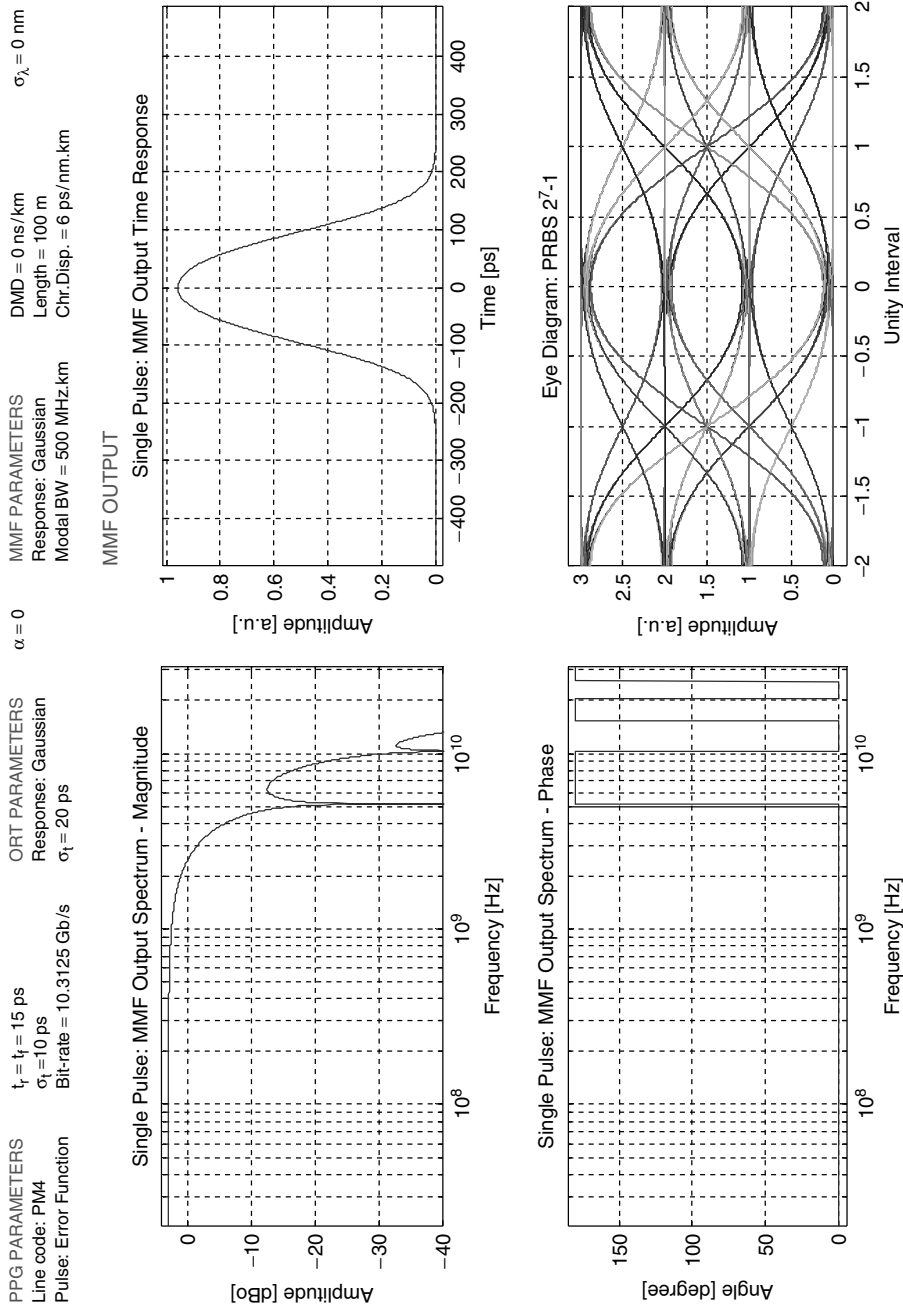 PPG PARAMETERS
Line code: PM4
Pulse: Error Function
tr = tf = 15 ps
σt = 10 ps
Bit-rate = 10.3125 Gb/s
ORT PARAMETERS
Response: Gaussian
σt = 20 ps
α = 0
MMF PARAMETERS
Response: Gaussian
Modal BW = 500 MHz.km
DMD = 0 ns/km
Length = 100 m
Chr.Disp. = 6 ps/nm.km
σλ = 0 nm
MMF OUTPUT
Single Pulse: MMF Output Spectrum - Magnitude
Amplitude [dBo]
0
−10
−20
−30
−40
10^8
10^9
10^10
Frequency [Hz]
Single Pulse: MMF Output Time Response
Amplitude [a.u.]
1
0.8
0.6
0.4
0.2
0
−400
−300
−200
−100
0
100
200
300
400
Time [ps]
Single Pulse: MMF Output Spectrum - Phase
Angle [degree]
150
100
50
0
10^8
10^9
10^10
Frequency [Hz]
Eye Diagram: PRBS 2^7-1
Amplitude [a.u.]
3
2.5
2
1.5
1
0.5
0
−2
−1.5
−1
−0.5
0
0.5
1
1.5
2
Unity Interval